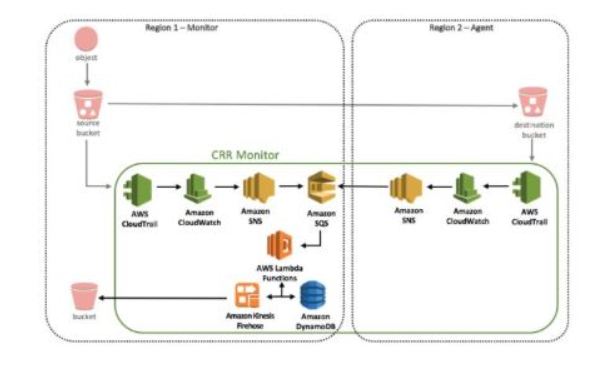 Region 1 – Monitor
Region 2 – Agent
object
source
bucket
destination
bucket
CRR Monitor
AWS
CloudTrail
Amazon
CloudWatch
Amazon
SNS
Amazon
SQS
Amazon
SNS
Amazon
CloudWatch
AWS
CloudTrail
AWS Lambda
Functions
bucket
Amazon Kinesis
Firehose
Amazon
DynamoDB